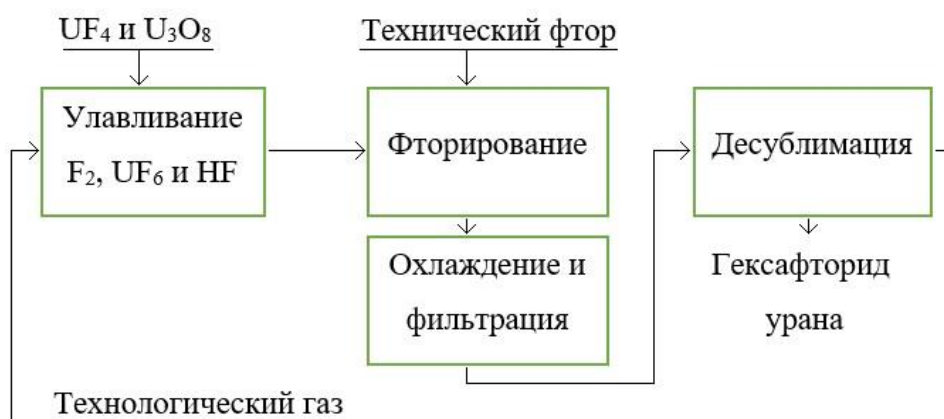 UF₄ и U₃O₈
Технический фтор
Улавливание
F₂, UF₆ и HF
Фторирование
Десублимация
Охлаждение и
фильтрация
Гексафторид
урана
Технологический газ